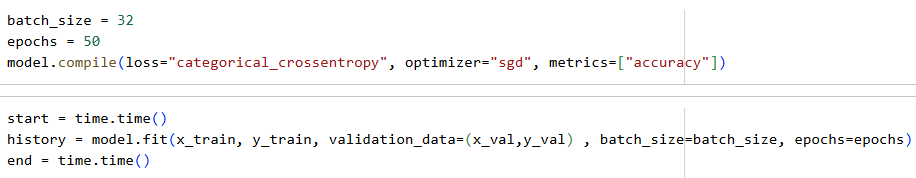 batch_size = 32
epochs = 50
model.compile(loss="categorical_crossentropy", optimizer="sgd", metrics=["accuracy"])
start = time.time()
history = model.fit(x_train, y_train, validation_data=(x_val,y_val) , batch_size=batch_size, epochs=epochs)
end = time.time()